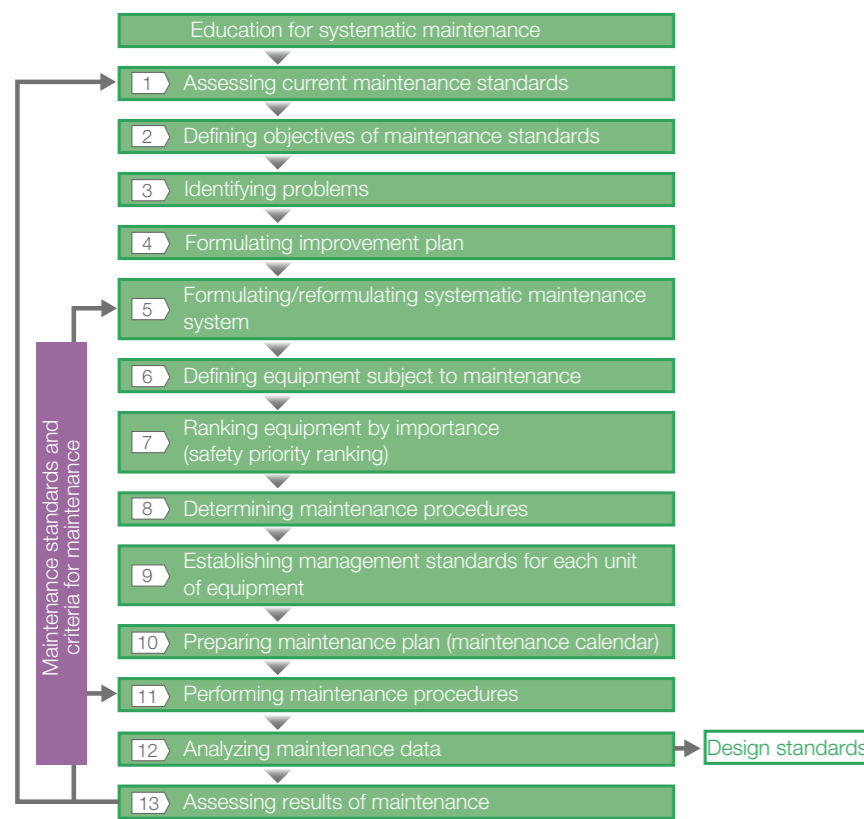 Education for systematic maintenance
1 Assessing current maintenance standards
2 Defining objectives of maintenance standards
3 Identifying problems
4 Formulating improvement plan
5 Formulating/reformulating systematic maintenance
system
6 Defining equipment subject to maintenance
7 Ranking equipment by importance
(safety priority ranking)
8 Determining maintenance procedures
9 Establishing management standards for each unit
of equipment
10 Preparing maintenance plan (maintenance calendar)
11 Performing maintenance procedures
12 Analyzing maintenance data
13 Assessing results of maintenance
Maintenance standards and
criteria for maintenance
Design standards